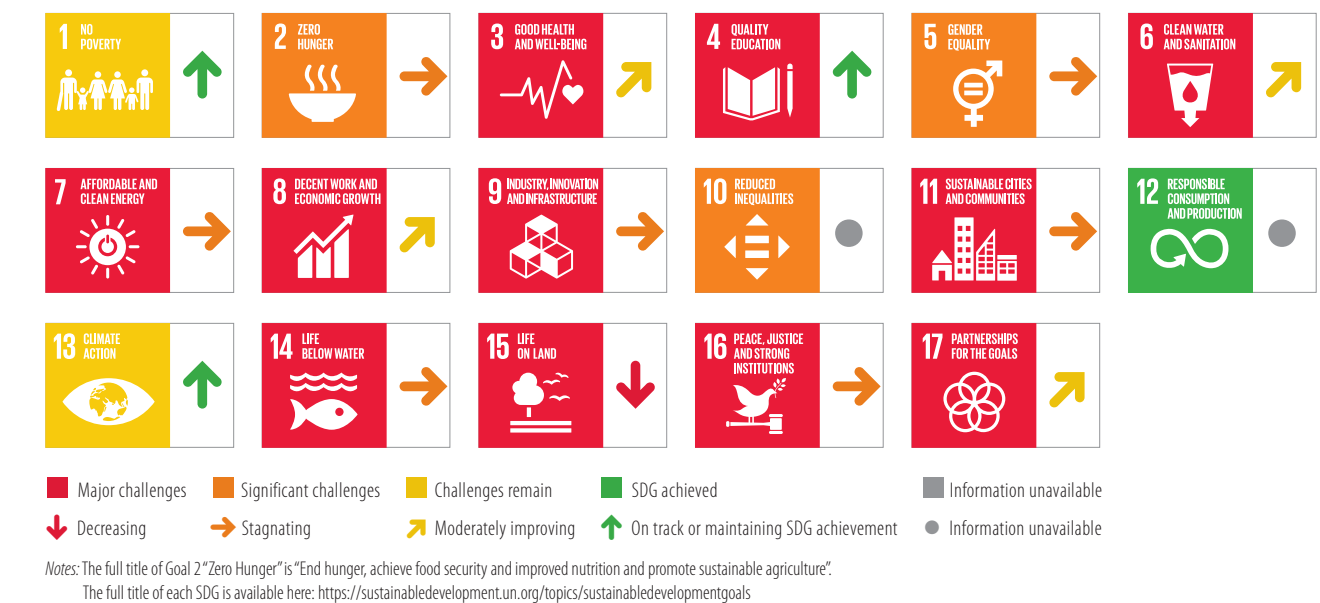 1 NO
POVERTY
2 ZERO
HUNGER
3 GOOD HEALTH
AND WELL-BEING
4 QUALITY
EDUCATION
5 GENDER
EQUALITY
6 CLEAN WATER
AND SANITATION
7 AFFORDABLE AND
CLEAN ENERGY
8 DECENT WORK AND
ECONOMIC GROWTH
9 INDUSTRY, INNOVATION
AND INFRASTRUCTURE
10 REDUCED
INEQUALITIES
11 SUSTAINABLE CITIES
AND COMMUNITIES
12 RESPONSIBLE
CONSUMPTION
AND PRODUCTION
13 CLIMATE
ACTION
14 LIFE
BELOW WATER
15 LIFE
ON LAND
16 PEACE, JUSTICE
AND STRONG
INSTITUTIONS
17 PARTNERSHIPS
FOR THE GOALS
Major challenges Significant challenges Challenges remain SDG achieved Information unavailable
Decreasing Stagnating Moderately improving On track or maintaining SDG achievement Information unavailable
Notes: The full title of Goal 2 “Zero Hunger” is “End hunger, achieve food security and improved nutrition and promote sustainable agriculture”.
The full title of each SDG is available here: https://sustainabledevelopment.un.org/topics/sustainabledevelopmentgoals